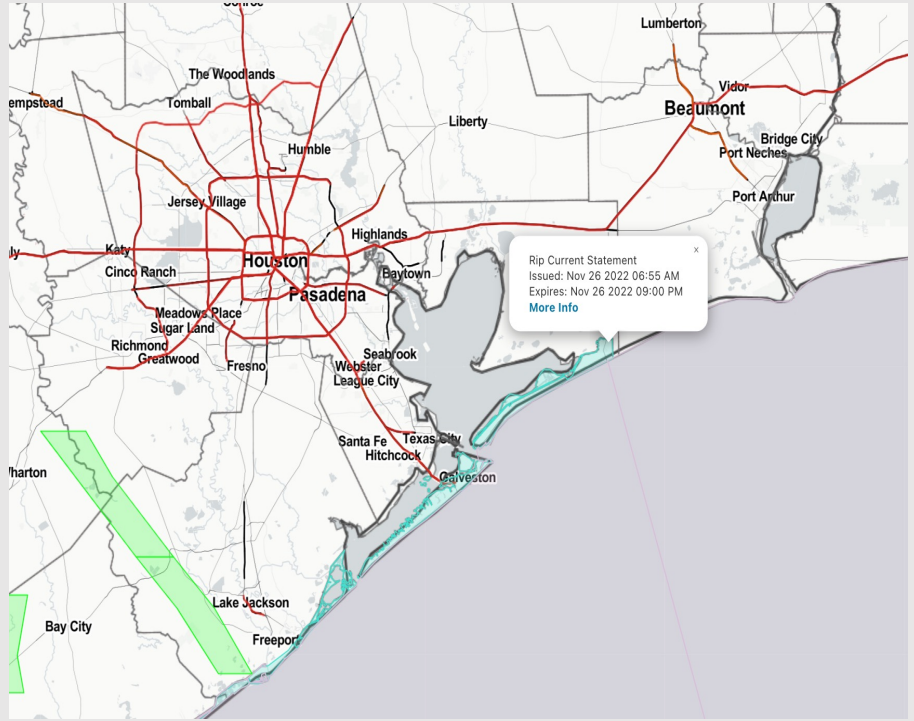 Conroe
Lumberton
The Woodlands
Vidor
empstead
Tomball
Beaumont
Liberty
Bridge City
Humble
Port Neches
Port Arthur
Jersey Village
Highlands
Katy
aly
Houston
Cinco Ranch
Baytown
Pasadena
x
Rip Current Statement
Issued: Nov 26 2022 06:55 AM
Expires: Nov 26 2022 09:00 PM
More Info
Meadows Place
Sugar Land
Richmond
Greatwood
Fresno
Seabrook
Webster
League City
Santa Fe
Texas City
Hitchcock
Wharton
Galveston
Lake Jackson
Bay City
Freeport